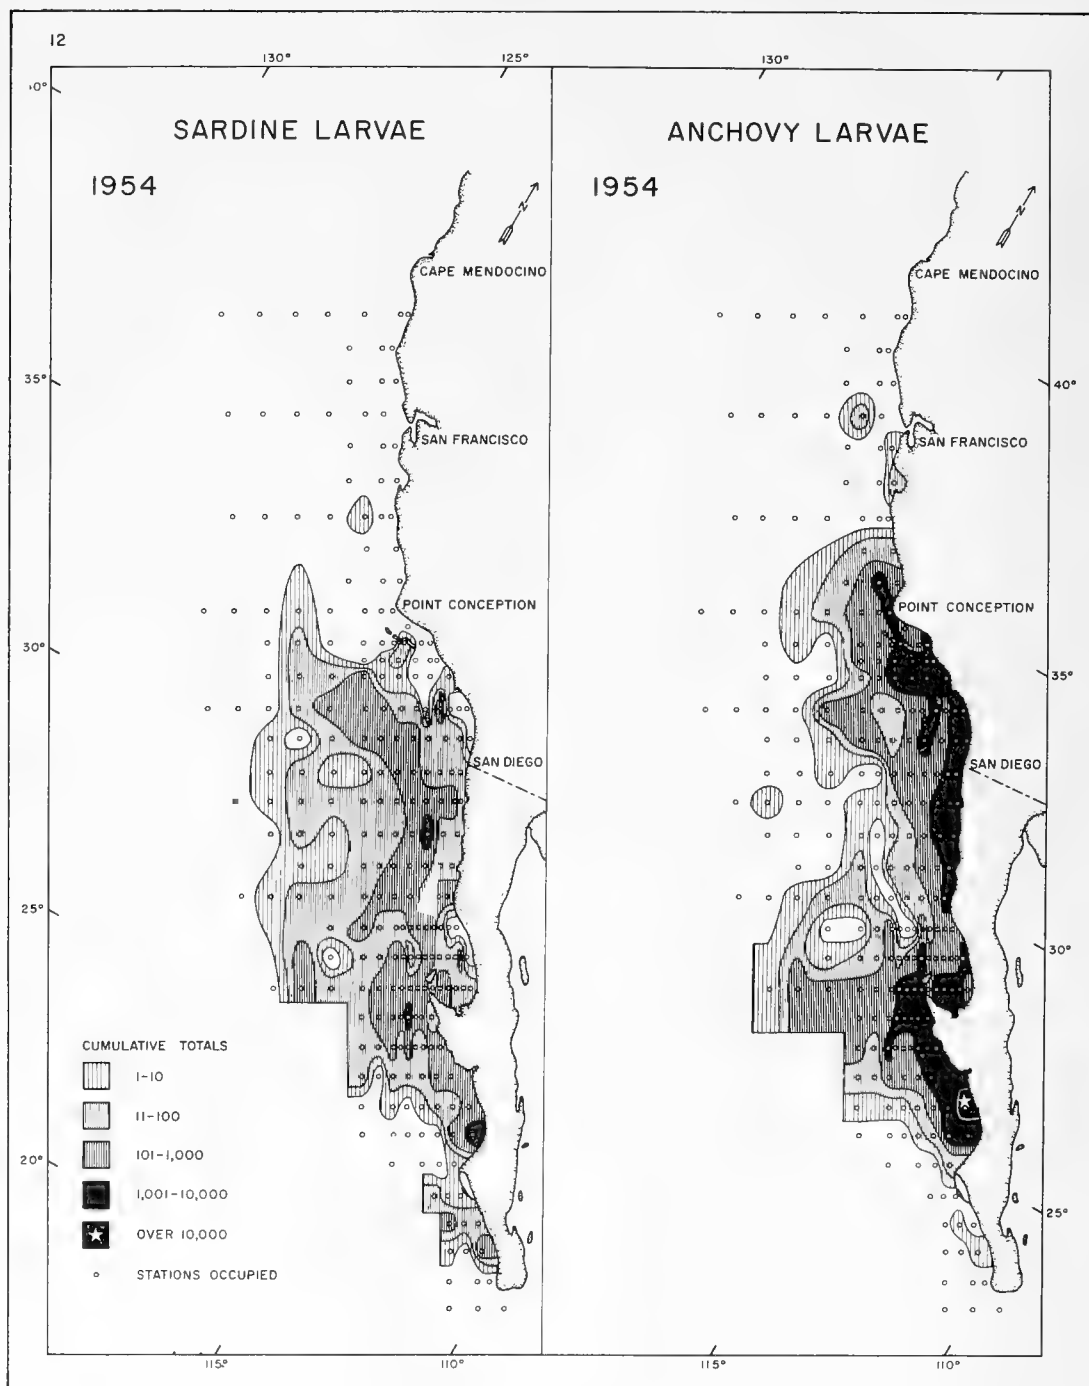 12
130°
125°
130°
SARDINE LARVAE
ANCHOVY LARVAE
1954
1954
N
N
CAPE MENDOCINO
CAPE MENDOCINO
35°
40°
SAN FRANCISCO
SAN FRANCISCO
POINT CONCEPTION
POINT CONCEPTION
30°
35°
SAN DIEGO
SAN DIEGO
25°
30°
CUMULATIVE TOTALS
1-10
11-100
101-1,000
1,001-10,000
OVER 10,000
STATIONS OCCUPIED
20°
25°
115°
110°
115°
110°